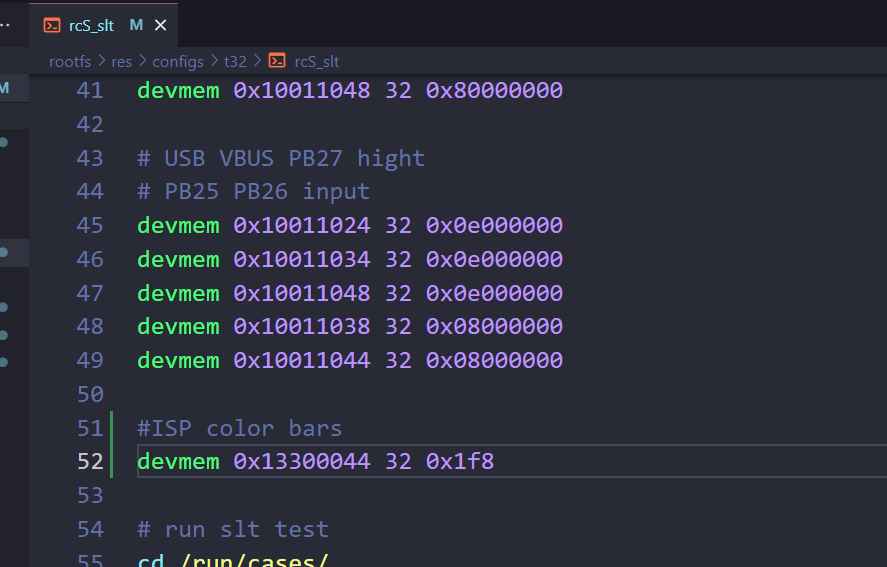 rcS_slt M
rootfs > res > configs > t32 > rcS_slt
M
41 devmem 0x10011048 32 0x80000000
42
43 # USB VBUS PB27 hight
44 # PB25 PB26 input
45 devmem 0x10011024 32 0x0e000000
46 devmem 0x10011034 32 0x0e000000
47 devmem 0x10011048 32 0x0e000000
48 devmem 0x10011038 32 0x08000000
49 devmem 0x10011044 32 0x08000000
50
51 #ISP color bars
52 devmem 0x13300044 32 0x1f8
53
54 # run slt test
55 cd /run/cases/